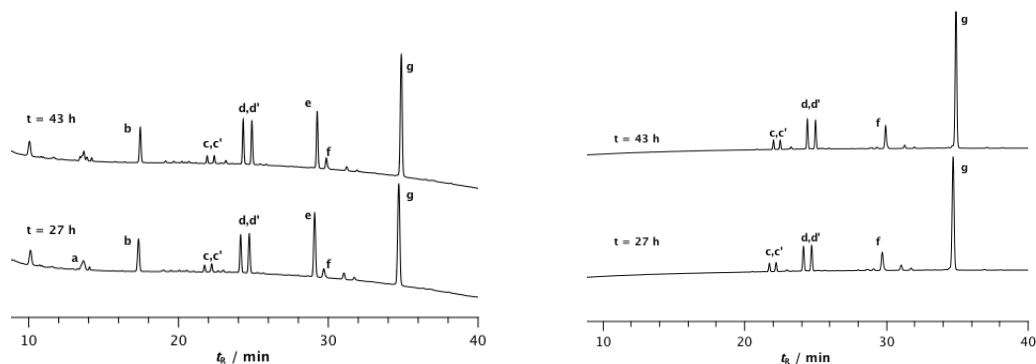 g
t = 43 h
b
c,c'
d,d'
e
f
g
t = 27 h
a
b
c,c'
d,d'
e
f
10 20 30 40
tR / min
g
t = 43 h
c,c'
d,d'
f
g
t = 27 h
c,c'
d,d'
f
10 20 30 40
tR / min